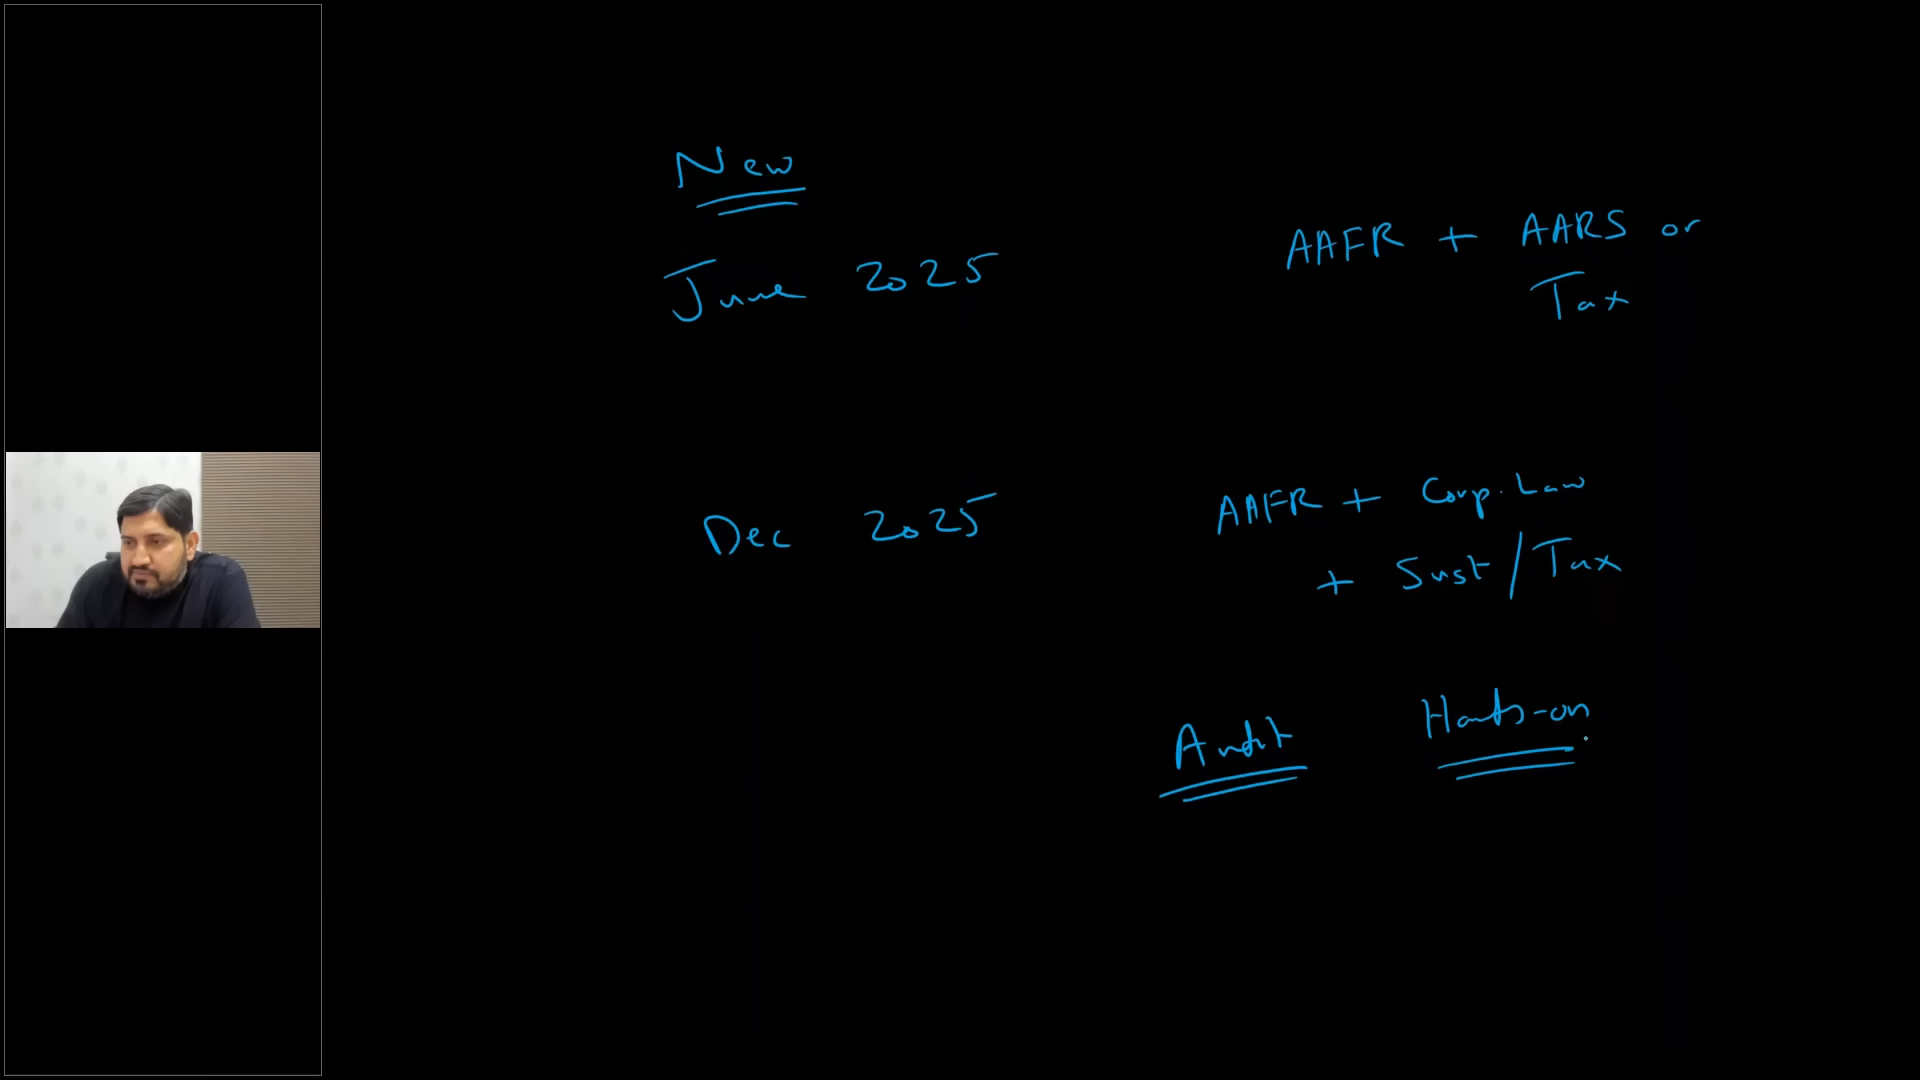 New
June 2025
AAFR + AARS or
Tax
Dec 2025
AAFR + Corp. Law
+ Sust/Tax
Audit Hands-on